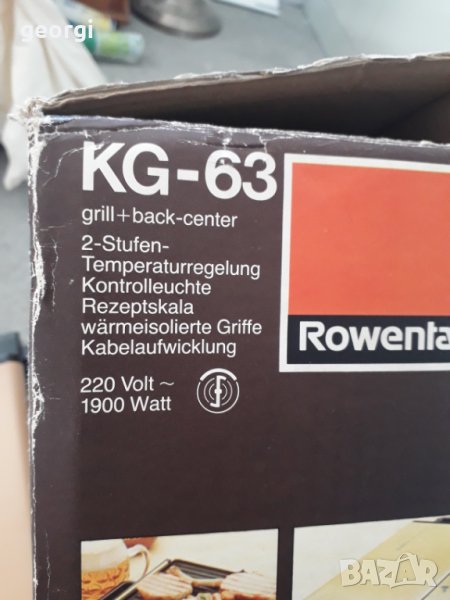 georgi
KG-63
grill+back-center
2-Stufen-
Temperaturregelung
Kontrolleuchte
Rezeptskala
wärmeisolierte Griffe
Kabelaufwicklung
220 Volt ~
1900 Watt
Rowenta
BAZAR